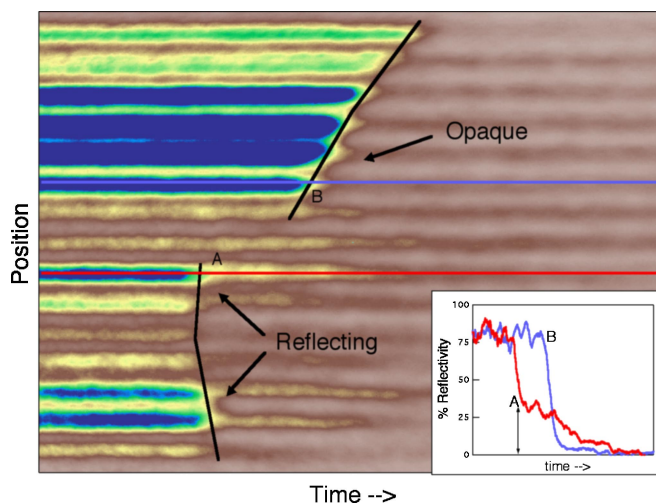 Opaque
B
A
Reflecting
Position
Time -->
100
75
50
25
0
% Reflectivity
B
A
time -->